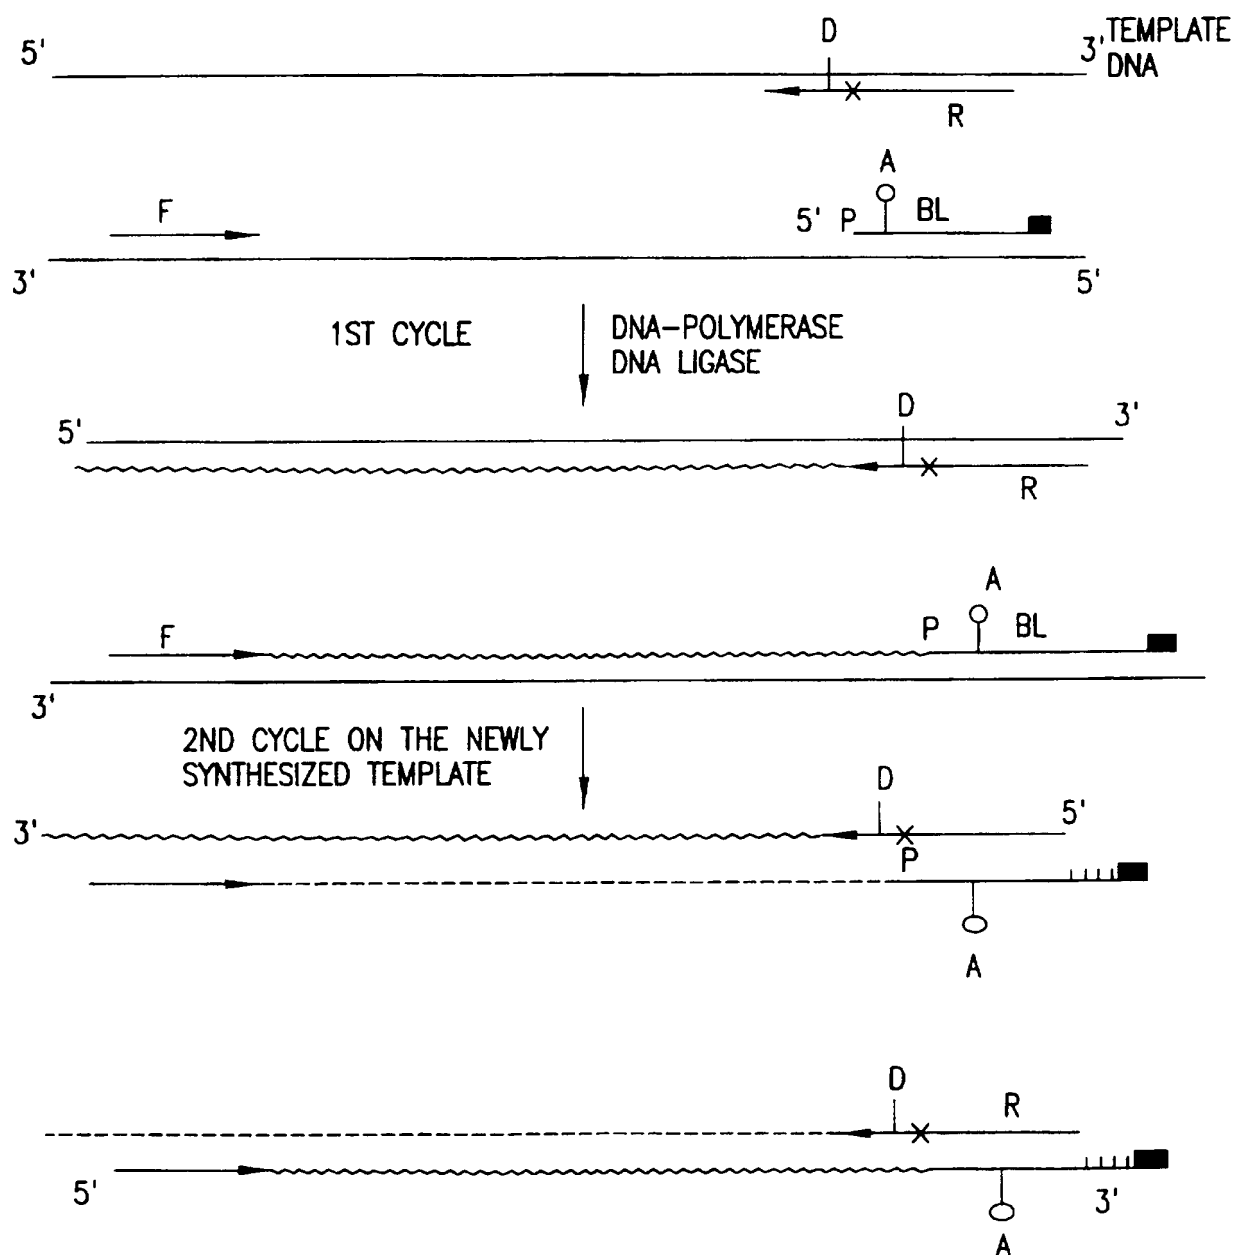 D
5' 3' TEMPLATE
DNA
R
A
F 5' P BL
3' 5'
1ST CYCLE DNA-POLYMERASE
DNA LIGASE
D
5' 3'
R
A
F P BL
3'
2ND CYCLE ON THE NEWLY
SYNTHESIZED TEMPLATE
D
3' 5'
P
A
D
R
5' 3'
A